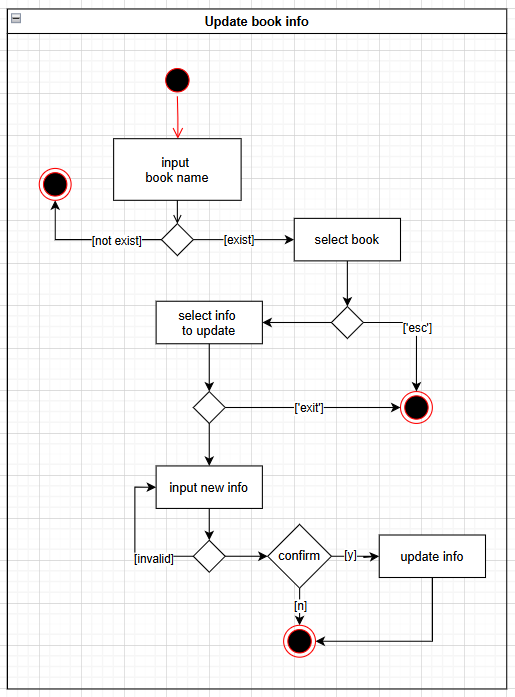 Update book info
input
book name
[not exist]
[exist]
select book
select info
to update
['esc']
['exit']
input new info
[invalid]
confirm
[y]
update info
[n]